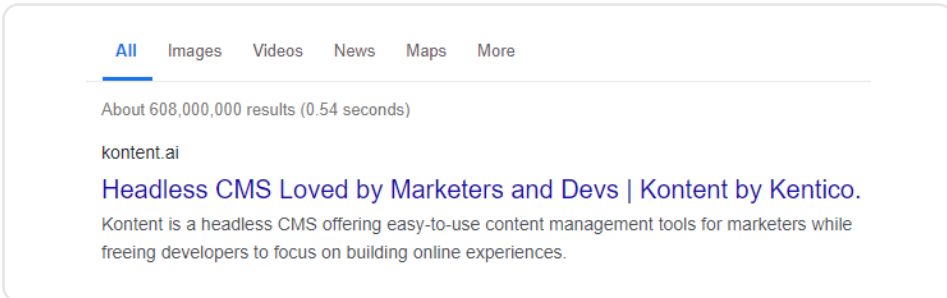 All Images Videos News Maps More
About 608,000,000 results (0.54 seconds)
kontent.ai
Headless CMS Loved by Marketers and Devs | Kontent by Kentico.
Kontent is a headless CMS offering easy-to-use content management tools for marketers while
freeing developers to focus on building online experiences.